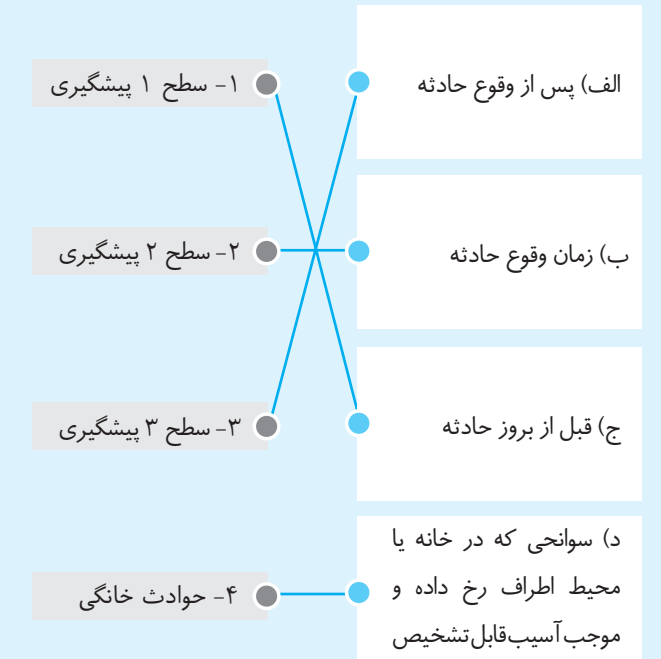 الف) پس از وقوع حادثه
۱- سطح ۱ پیشگیری
ب) زمان وقوع حادثه
۲- سطح ۲ پیشگیری
ج) قبل از بروز حادثه
۳- سطح ۳ پیشگیری
د) سوانحی که در خانه یا
محیط اطراف رخ داده و
موجب آسیب قابل تشخیص
۴- حوادث خانگی